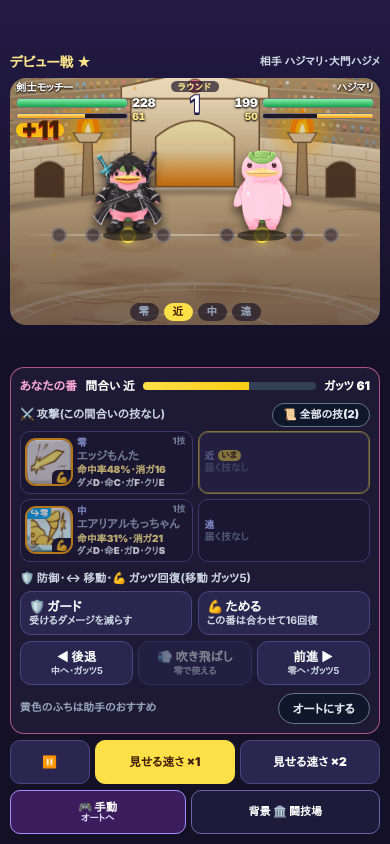 デビュー戦 ★
相手 ハジマリ・大門ハジメ
剣士モッチー
ラウンド
ハジマリ
228
1
199
61
50
+11
零
近
中
遠
あなたの番 間合い 近
ガッツ 61
⚔️ 攻撃(この間合いの技なし)
📜 全部の技(2)
零
1技
エッジもんた
命中率48%・消ガ16
ダメD・命C・ガF・クリE
近 いま
届く技なし
中
1技
→零
エアリアルもっちゃん
命中率31%・消ガ21
ダメD・命E・ガD・クリS
遠
届く技なし
🛡️ 防御・↔ 移動・💪 ガッツ回復(移動 ガッツ5)
🛡️ ガード
受けるダメージを減らす
💪 ためる
この番は合わせて16回復
◀ 後退
中へ・ガッツ5
💨 吹き飛ばし
零で使える
前進 ▶
零へ・ガッツ5
黄色のふちは助手のおすすめ
オートにする
⏸
見せる速さ ×1
見せる速さ ×2
🎮 手動
オートへ
背景 🏛️ 闘技場